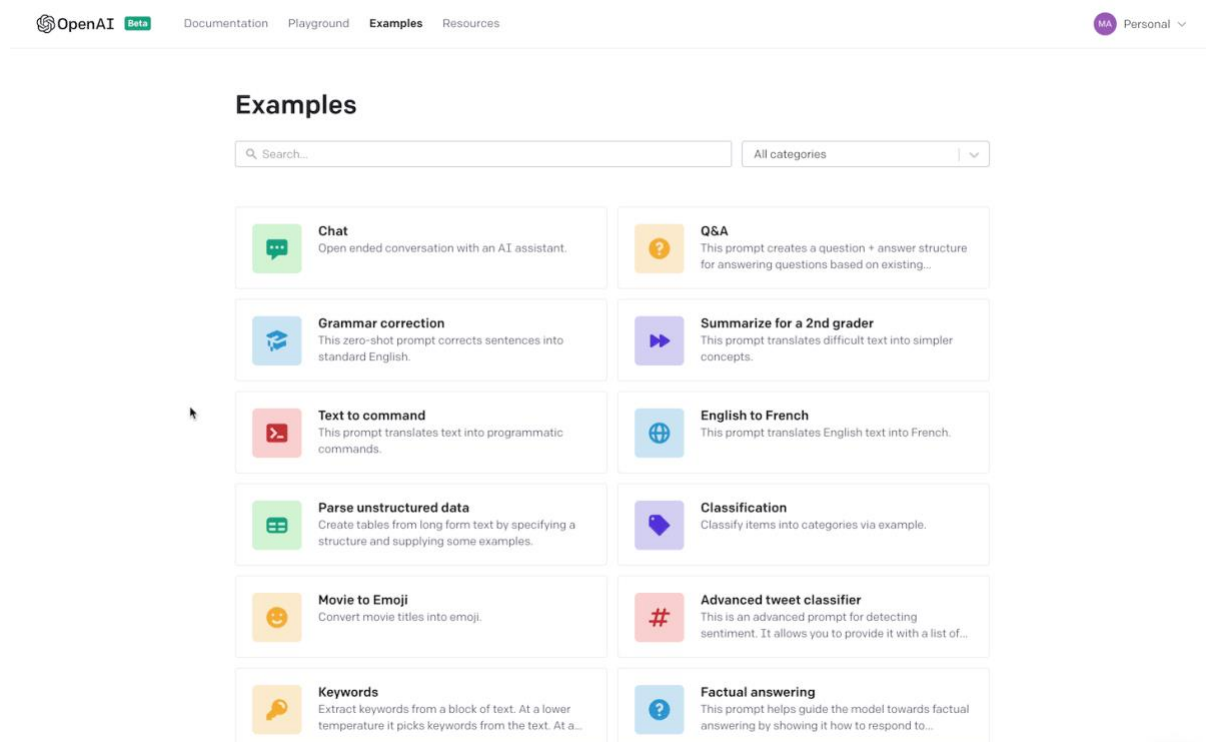 OpenAI Beta Documentation Playground Examples Resources MA Personal
Examples
Search...
All categories
Chat
Open ended conversation with an AI assistant.
Q&A
This prompt creates a question + answer structure
for answering questions based on existing...
Grammar correction
This zero-shot prompt corrects sentences into
standard English.
Summarize for a 2nd grader
This prompt translates difficult text into simpler
concepts.
Text to command
This prompt translates text into programmatic
commands.
English to French
This prompt translates English text into French.
Parse unstructured data
Create tables from long form text by specifying a
structure and supplying some examples.
Classification
Classify items into categories via example.
Movie to Emoji
Convert movie titles into emoji.
Advanced tweet classifier
This is an advanced prompt for detecting
sentiment. It allows you to provide it with a list of...
Keywords
Extract keywords from a block of text. At a lower
temperature it picks keywords from the text. At a...
Factual answering
This prompt helps guide the model towards factual
answering by showing it how to respond to...